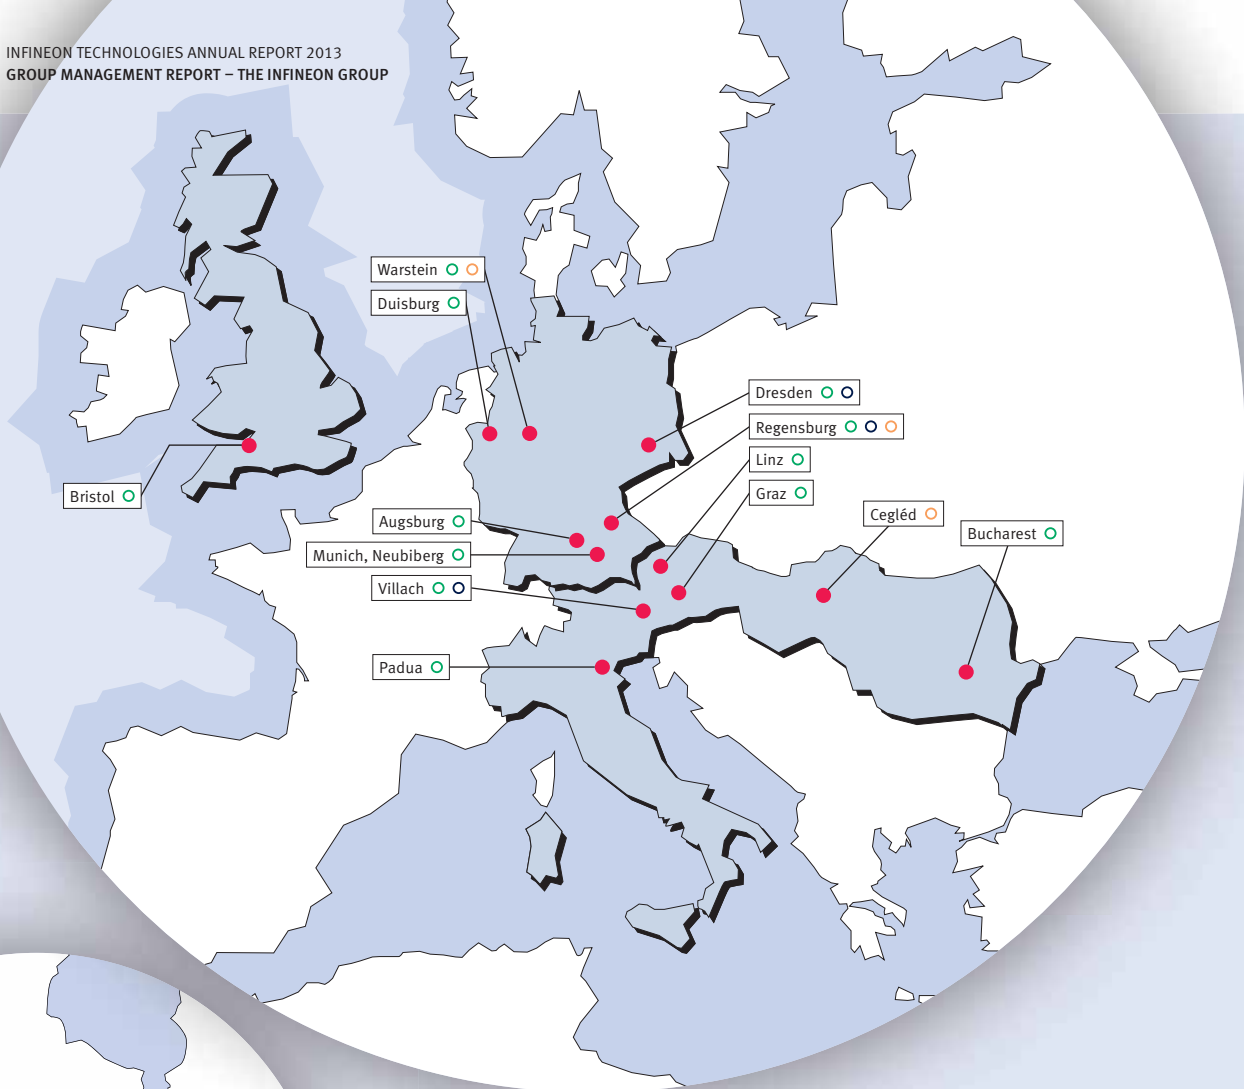 INFINEON TECHNOLOGIES ANNUAL REPORT 2013
GROUP MANAGEMENT REPORT – THE INFINEON GROUP
Warstein
Duisburg
Dresden
Regensburg
Linz
Graz
Bristol
Augsburg
Cegléd
Bucharest
Munich, Neubiberg
Villach
Padua